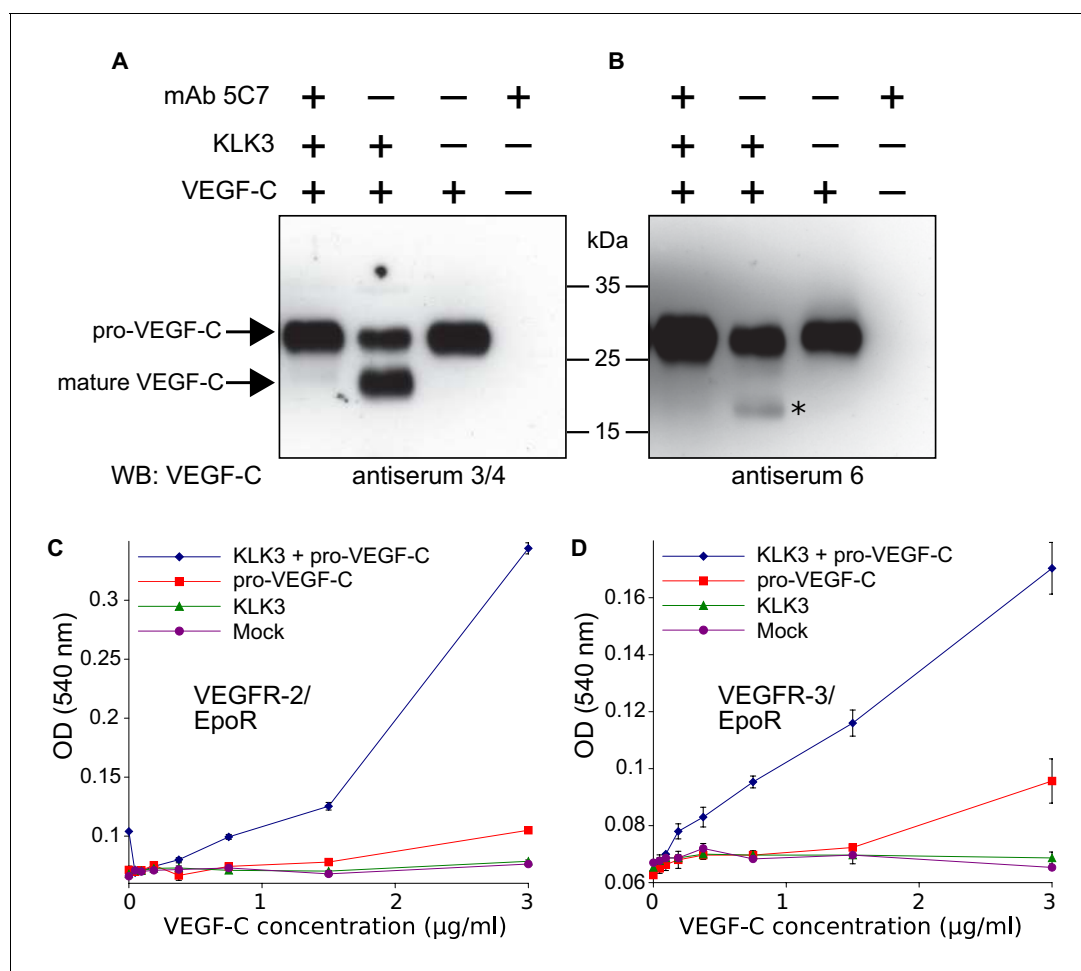 A
B
mAb 5C7 + – – + + – – +
KLK3 + + – – + + – –
VEGF-C + + + – + + + –
kDa
35
pro-VEGF-C
25
mature VEGF-C
*
15
WB: VEGF-C antiserum 3/4 antiserum 6
C
KLK3 + pro-VEGF-C
pro-VEGF-C
KLK3
Mock
VEGFR-2/
EpoR
OD (540 nm)
0.3
0.25
0.2
0.15
0.1
0 1 2 3
VEGF-C concentration (µg/ml)
D
KLK3 + pro-VEGF-C
pro-VEGF-C
KLK3
Mock
VEGFR-3/
EpoR
OD (540 nm)
0.16
0.14
0.12
0.1
0.08
0.06
0 1 2 3
VEGF-C concentration (µg/ml)